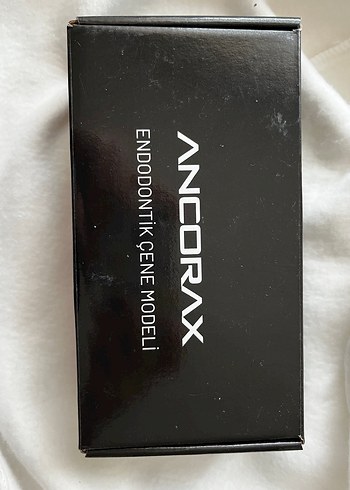 ANCORAX
ENDODONTİK ÇENE MODELİ